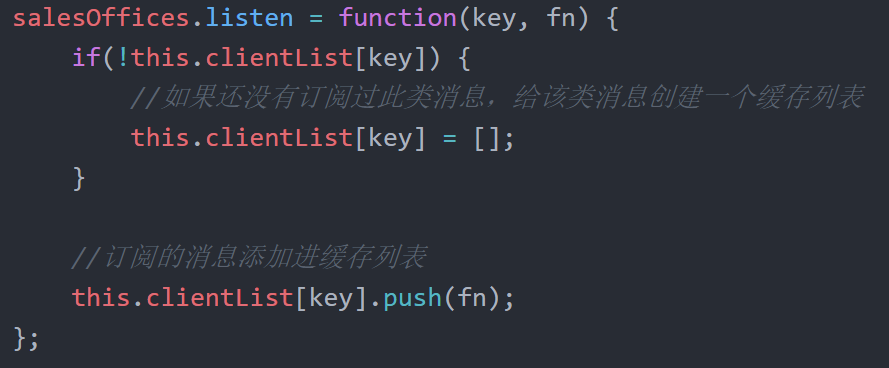 salesOffices.listen = function(key, fn) {
    if(!this.clientList[key]) {
        //如果还没有订阅过此类消息，给该类消息创建一个缓存列表
        this.clientList[key] = [];
    }

    //订阅的消息添加进缓存列表
    this.clientList[key].push(fn);
};